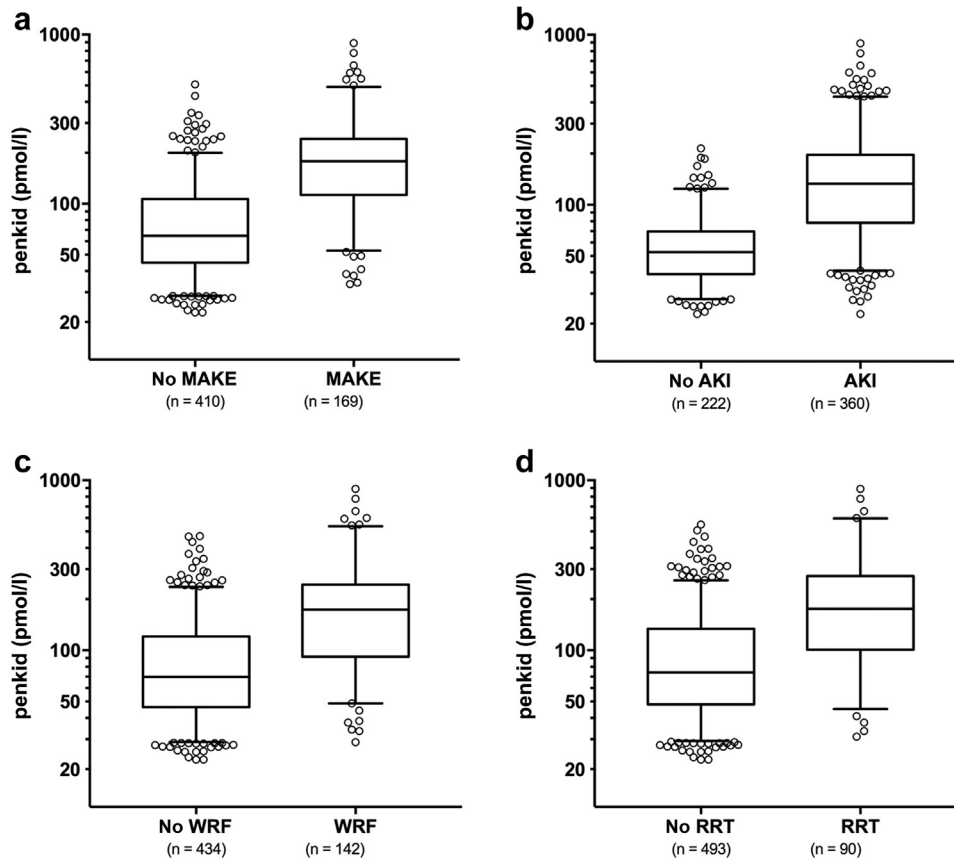 a
penkid (pmol/l)
1000
300
100
50
20
No MAKE
MAKE
(n = 410)
(n = 169)
b
penkid (pmol/l)
1000
300
100
50
20
No AKI
AKI
(n = 222)
(n = 360)
c
penkid (pmol/l)
1000
300
100
50
20
No WRF
WRF
(n = 434)
(n = 142)
d
penkid (pmol/l)
1000
300
100
50
20
No RRT
RRT
(n = 493)
(n = 90)